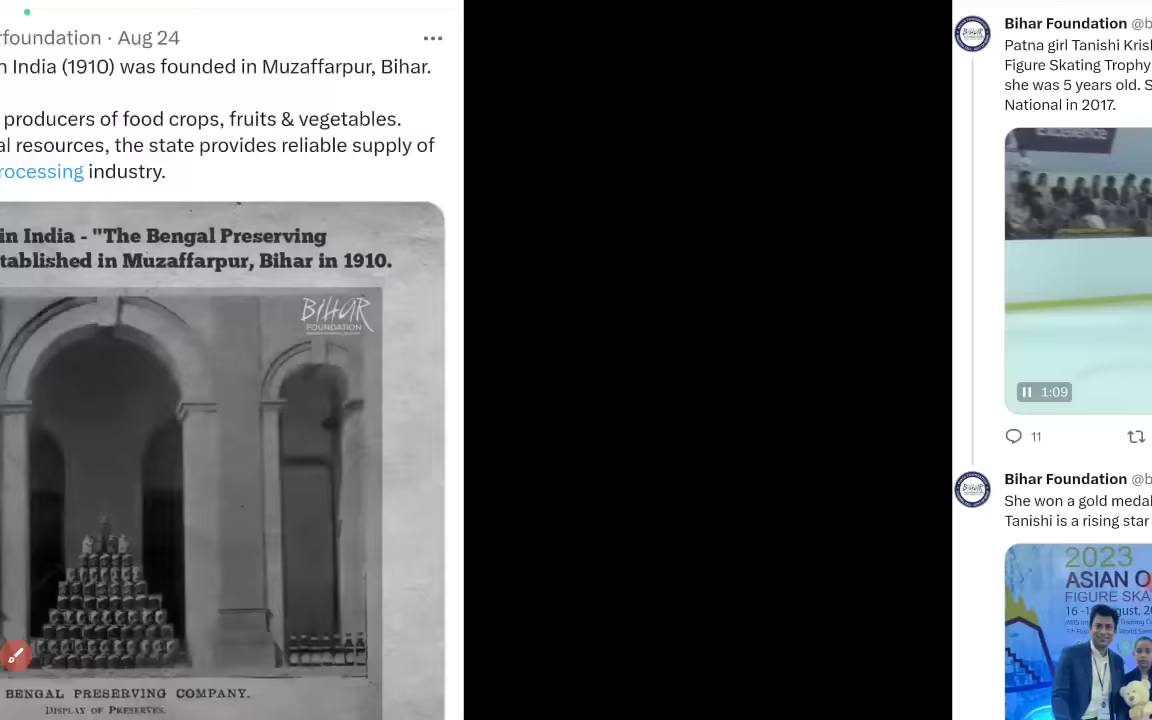 rfoundation · Aug 24
n India (1910) was founded in Muzaffarpur, Bihar.
producers of food crops, fruits & vegetables.
al resources, the state provides reliable supply of
rocessing industry.
in India - "The Bengal Preserving
tablished in Muzaffarpur, Bihar in 1910.
BIHAR
FOUNDATION
BENGAL PRESERVING COMPANY.
DISPLAY OF PRESERVES.
Bihar Foundation @b
Patna girl Tanishi Krish
Figure Skating Trophy
she was 5 years old. S
National in 2017.
excellence
1:09
11
Bihar Foundation @b
She won a gold medal
Tanishi is a rising star
2023
ASIAN O
FIGURE SKA